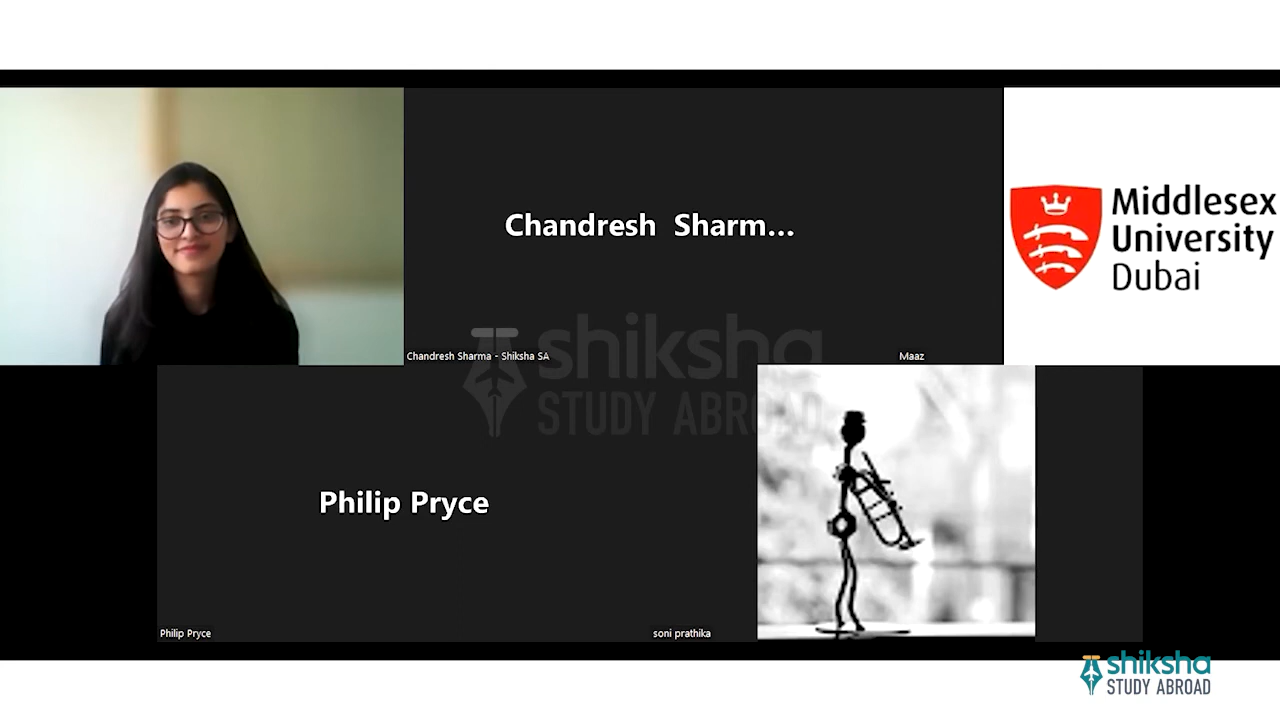 Chandresh  Sharm...
Middlesex
University
Dubai
Chandresh Sharma - Shiksha SA
Maaz
shiksha
STUDY ABROAD
Philip Pryce
Philip Pryce
soni prathika
shiksha
STUDY ABROAD